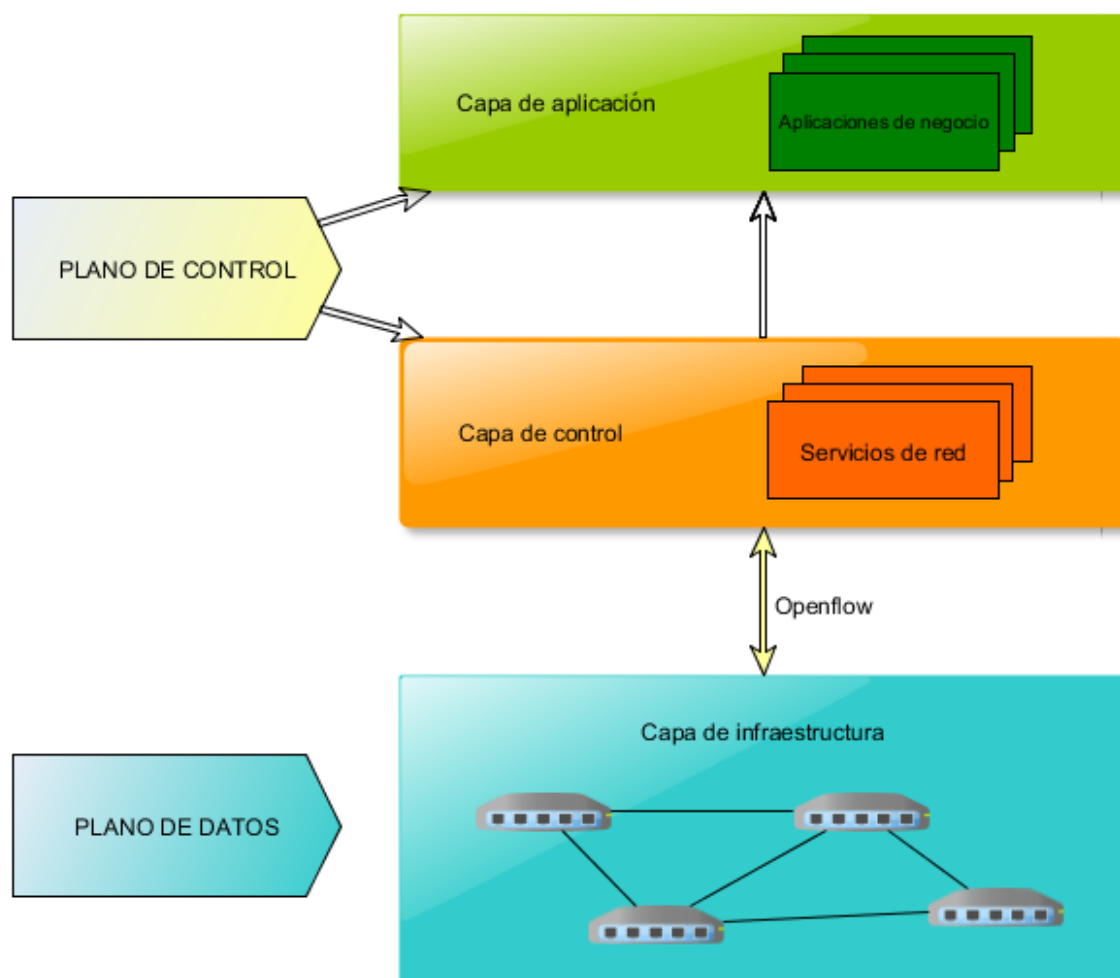 Capa de aplicación
Aplicaciones de negocio
PLANO DE CONTROL
Capa de control
Servicios de red
Openflow
Capa de infraestructura
PLANO DE DATOS